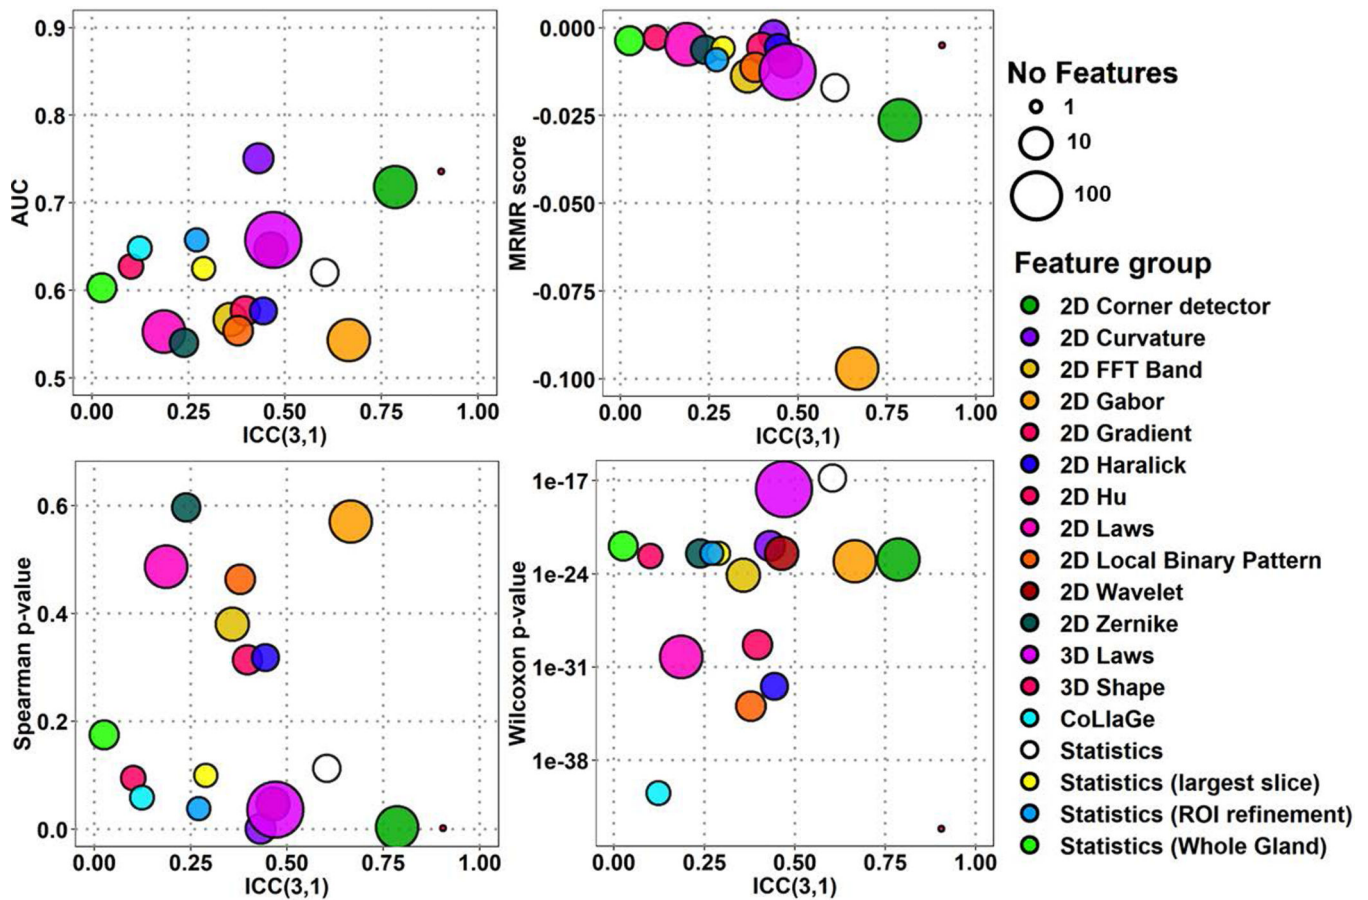 0.9
0.8
0.7
0.6
0.5
AUC
0.00 0.25 0.50 0.75 1.00
ICC(3,1)
0.000
-0.025
-0.050
-0.075
-0.100
MRMR score
0.00 0.25 0.50 0.75 1.00
ICC(3,1)
0.6
0.4
0.2
0.0
Spearman p-value
0.00 0.25 0.50 0.75 1.00
ICC(3,1)
1e-17
1e-24
1e-31
1e-38
Wilcoxon p-value
0.00 0.25 0.50 0.75 1.00
ICC(3,1)
No Features
1
10
100
Feature group
2D Corner detector
2D Curvature
2D FFT Band
2D Gabor
2D Gradient
2D Haralick
2D Hu
2D Laws
2D Local Binary Pattern
2D Wavelet
2D Zernike
3D Laws
3D Shape
CoLlaGe
Statistics
Statistics (largest slice)
Statistics (ROI refinement)
Statistics (Whole Gland)